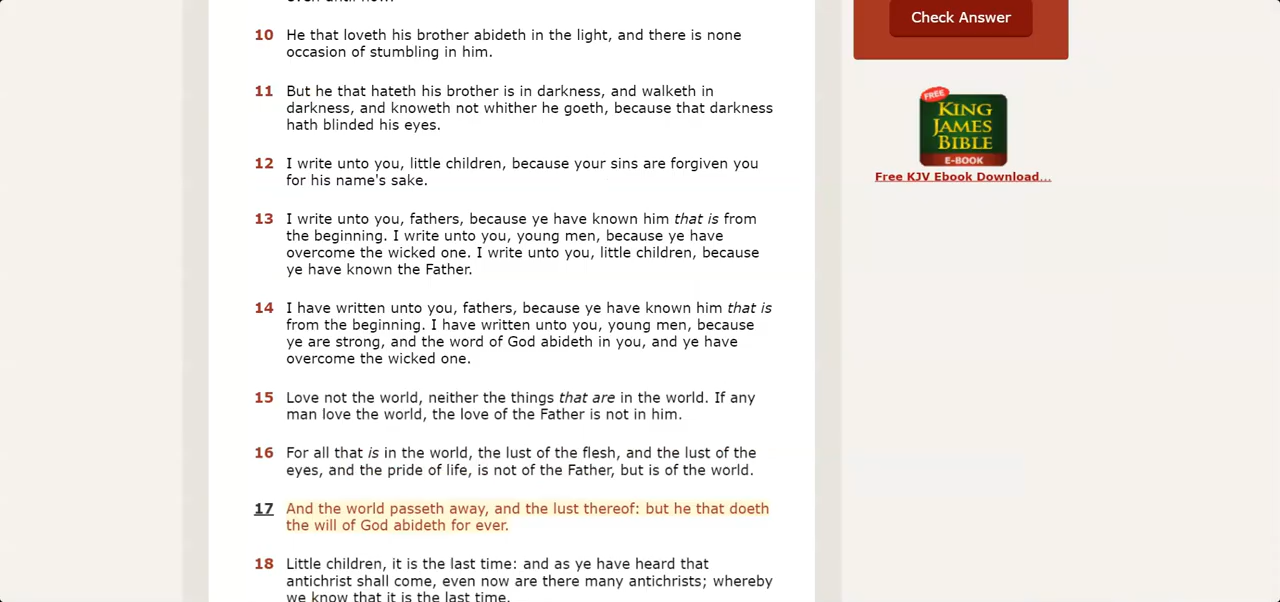 even until now.
10 He that loveth his brother abideth in the light, and there is none
occasion of stumbling in him.
11 But he that hateth his brother is in darkness, and walketh in
darkness, and knoweth not whither he goeth, because that darkness
hath blinded his eyes.
12 I write unto you, little children, because your sins are forgiven you
for his name's sake.
13 I write unto you, fathers, because ye have known him that is from
the beginning. I write unto you, young men, because ye have
overcome the wicked one. I write unto you, little children, because
ye have known the Father.
14 I have written unto you, fathers, because ye have known him that is
from the beginning. I have written unto you, young men, because
ye are strong, and the word of God abideth in you, and ye have
overcome the wicked one.
15 Love not the world, neither the things that are in the world. If any
man love the world, the love of the Father is not in him.
16 For all that is in the world, the lust of the flesh, and the lust of the
eyes, and the pride of life, is not of the Father, but is of the world.
17 And the world passeth away, and the lust thereof: but he that doeth
the will of God abideth for ever.
18 Little children, it is the last time: and as ye have heard that
antichrist shall come, even now are there many antichrists; whereby
we know that it is the last time.
Check Answer
FREE
KING
JAMES
BIBLE
E-BOOK
Free KJV Ebook Download...